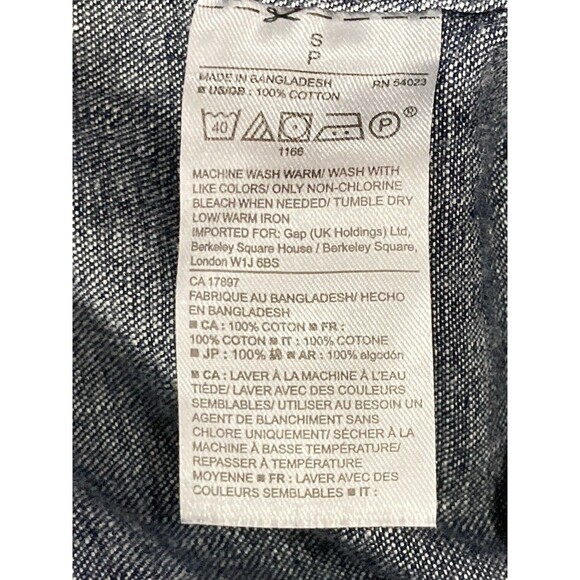 S
P
MADE IN BANGLADESH RN 54023
■ US/GB : 100% COTTON
40 P ®
1166
MACHINE WASH WARM/ WASH WITH
LIKE COLORS/ ONLY NON-CHLORINE
BLEACH WHEN NEEDED/ TUMBLE DRY
LOW/ WARM IRON
IMPORTED FOR: Gap (UK Holdings) Ltd,
Berkeley Square House / Berkeley Square,
London W1J 6BS
CA 17897
FABRIQUE AU BANGLADESH/ HECHO
EN BANGLADESH
■ CA : 100% COTON ■ FR :
100% COTON ■ IT : 100% COTONE
■ JP : 100% 綿 ■ AR : 100% algodón
■ CA : LAVER À LA MACHINE À L'EAU
TIÈDE/ LAVER AVEC DES COULEURS
SEMBLABLES/ UTILISER AU BESOIN UN
AGENT DE BLANCHIMENT SANS
CHLORE UNIQUEMENT/ SÉCHER À LA
MACHINE À BASSE TEMPÉRATURE/
REPASSER À TEMPÉRATURE
MOYENNE ■ FR : LAVER AVEC DES
COULEURS SEMBLABLES ■ IT :